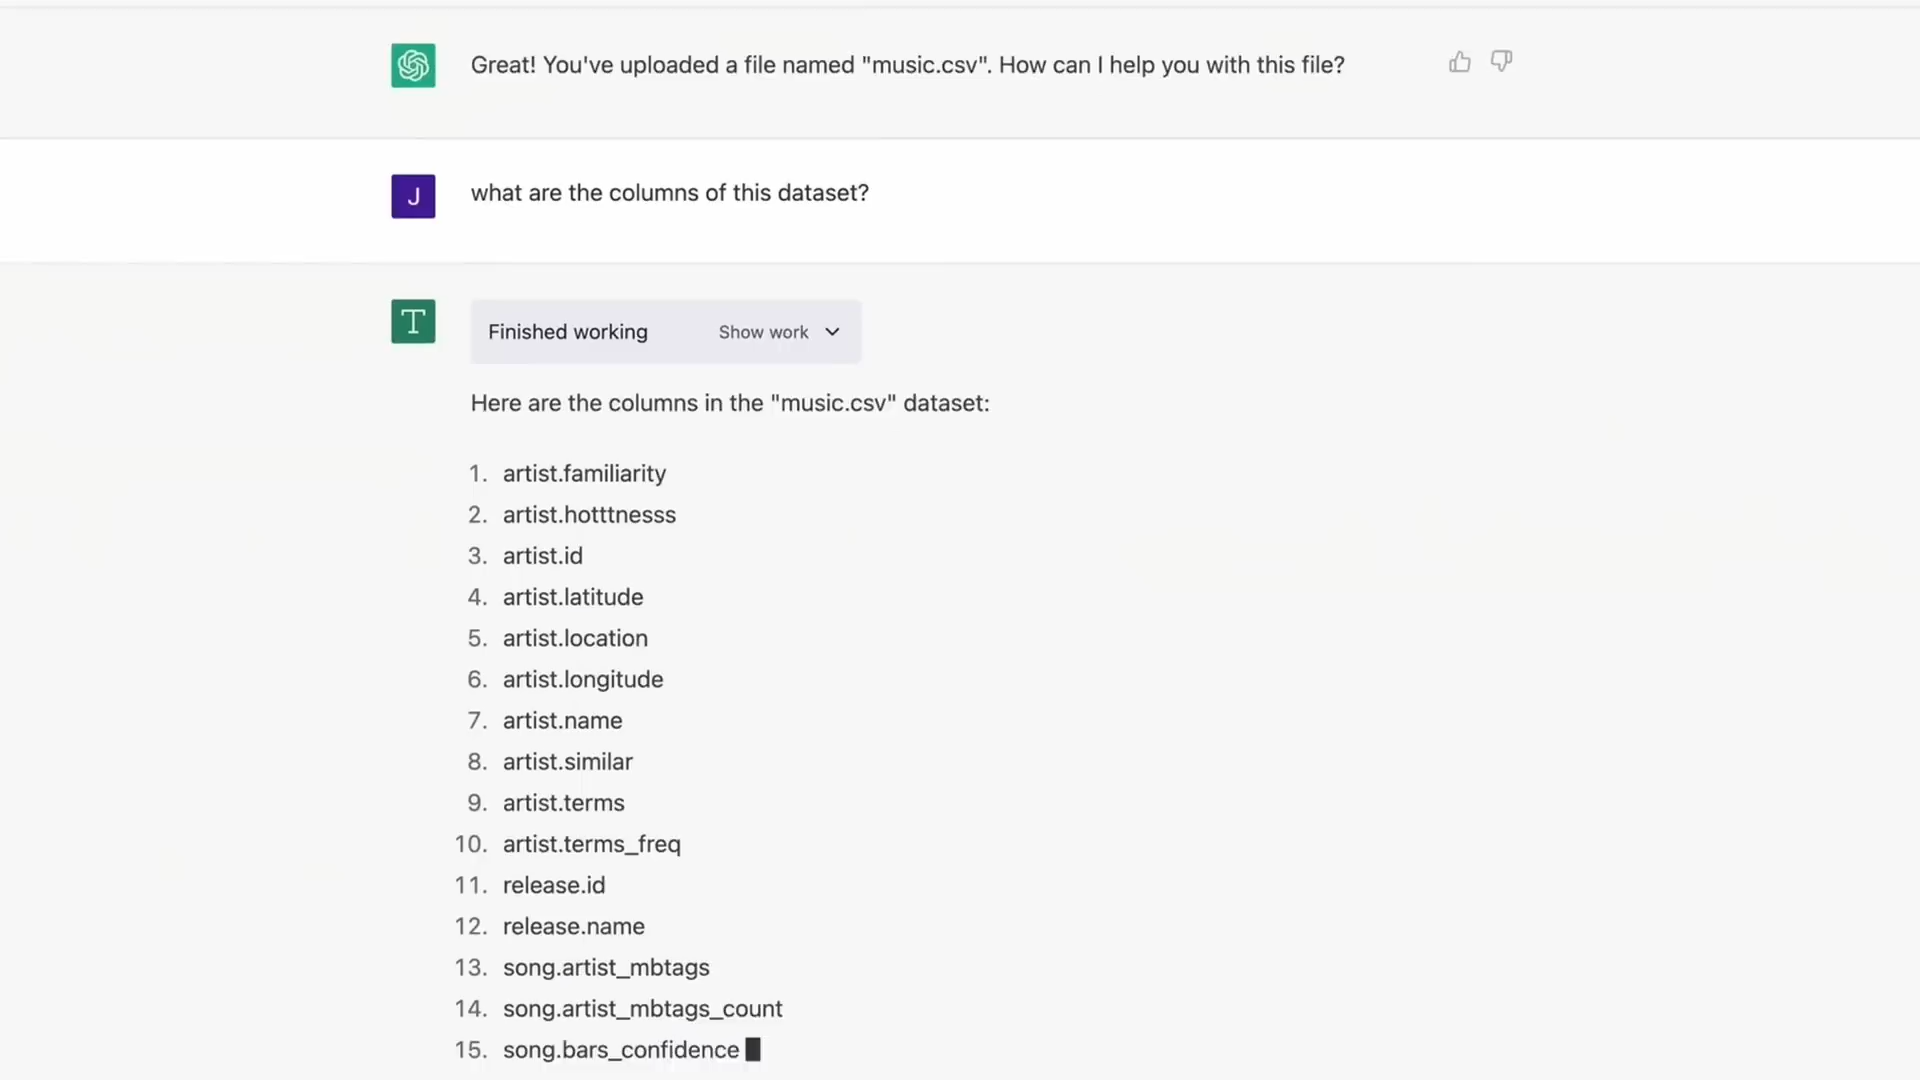 Great! You've uploaded a file named "music.csv". How can I help you with this file?
J
what are the columns of this dataset?
T
Finished working
Show work
Here are the columns in the "music.csv" dataset:
1. artist.familiarity
2. artist.hotttnesss
3. artist.id
4. artist.latitude
5. artist.location
6. artist.longitude
7. artist.name
8. artist.similar
9. artist.terms
10. artist.terms_freq
11. release.id
12. release.name
13. song.artist_mbtags
14. song.artist_mbtags_count
15. song.bars_confidence